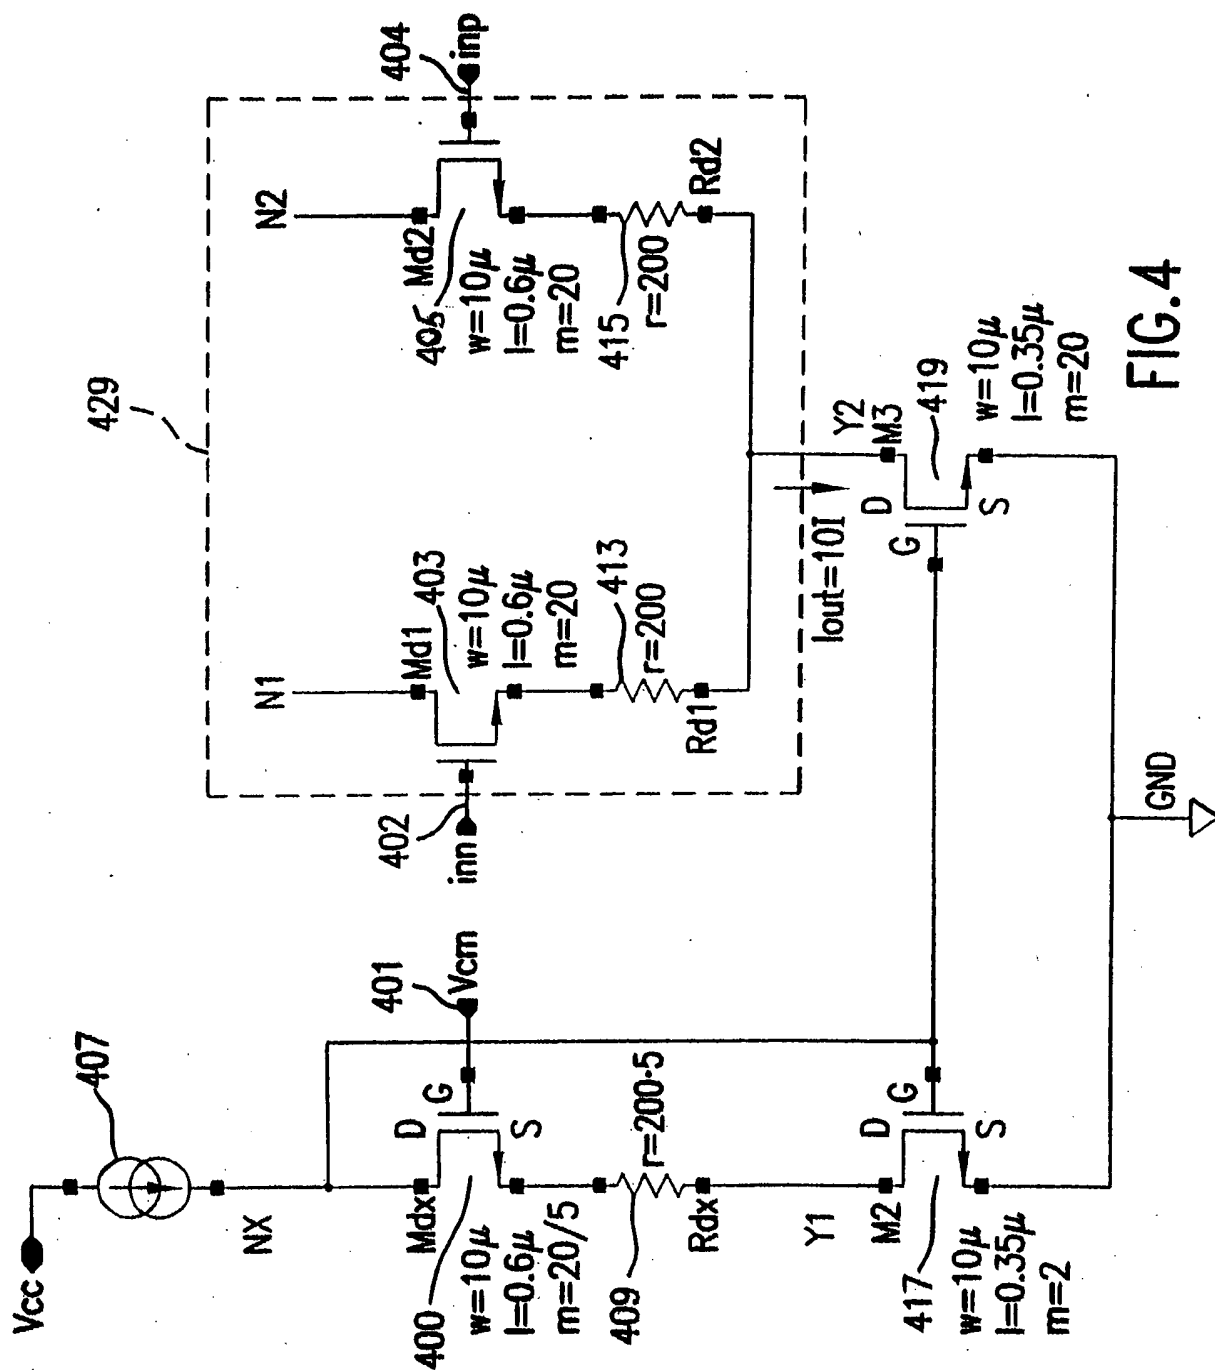 Vcc
407
NX
Mdx
D
G
S
400
w=10μ
l=0.6μ
m=20/5
401
Vcm
r=200·5
409
Rdx
Y1
M2
D
G
S
417
w=10μ
l=0.35μ
m=2
429
N1
Md1
403
w=10μ
l=0.6μ
m=20
402
inn
413
r=200
Rd1
N2
Md2
405
w=10μ
l=0.6μ
m=20
404
inp
415
r=200
Rd2
Iout=10I
Y2
M3
D
G
S
419
w=10μ
l=0.35μ
m=20
GND
FIG.4